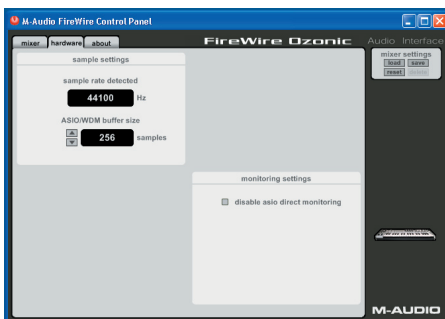 M-Audio FireWire Control Panel
mixer hardware about
FireWire Ozonic Audio Interface
sample settings
sample rate detected
44100 Hz
ASIO/WDM buffer size
256 samples
mixer settings
load save
reset delete
monitoring settings
disable asio direct monitoring
M-AUDIO